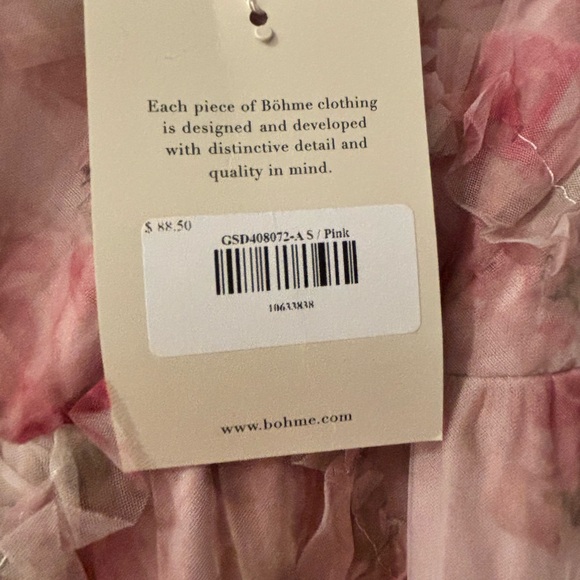 Each piece of Böhme clothing
is designed and developed
with distinctive detail and
quality in mind.
$ 88.50
GSD408072-A S / Pink
10633838
www.bohme.com